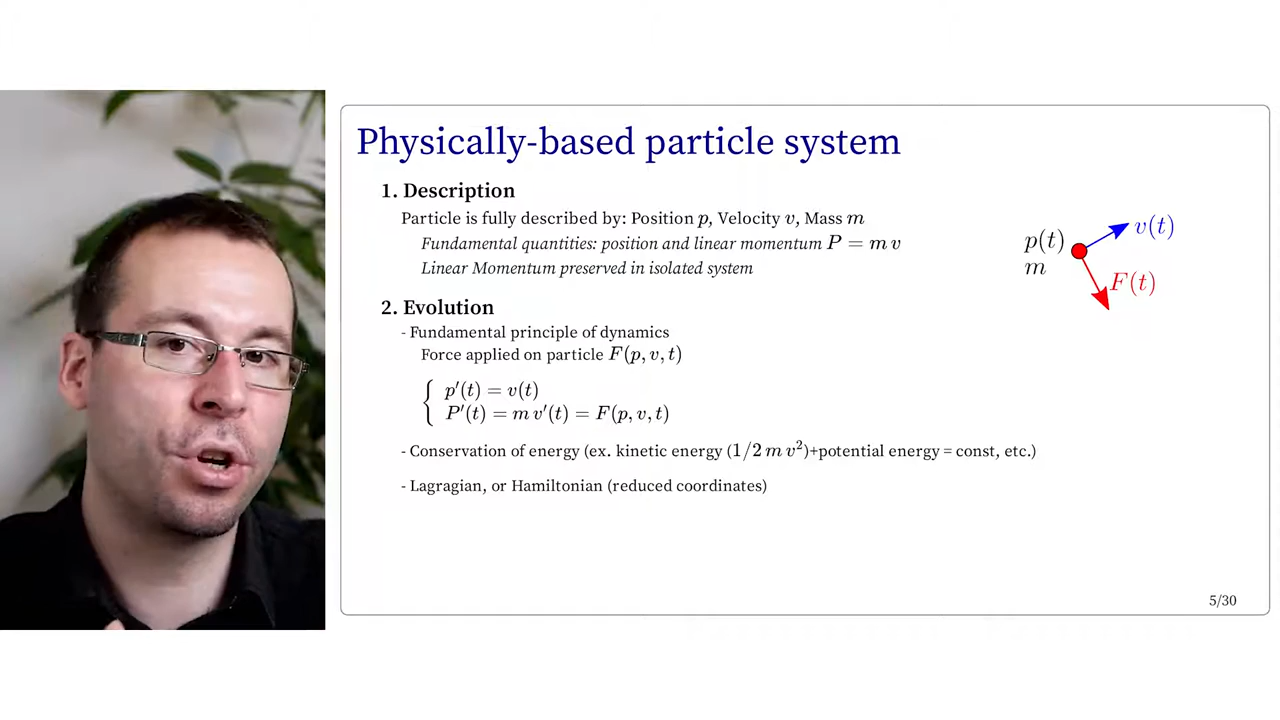 Physically-based particle system
1. Description
Particle is fully described by: Position p, Velocity v, Mass m
Fundamental quantities: position and linear momentum P = m v
Linear Momentum preserved in isolated system
2. Evolution
- Fundamental principle of dynamics
Force applied on particle F(p, v, t)
p′(t) = v(t)
P′(t) = m v′(t) = F(p, v, t)
- Conservation of energy (ex. kinetic energy (1/2 m v²)+potential energy = const, etc.)
- Lagragian, or Hamiltonian (reduced coordinates)
p(t)
m
v(t)
F(t)
5/30